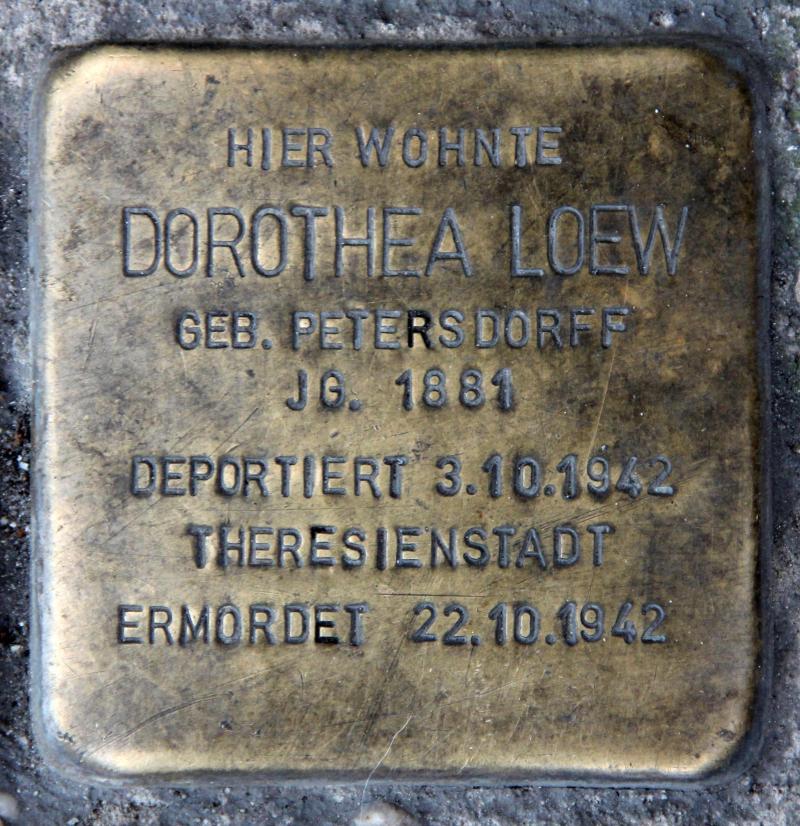 HIER WOHNTE
DOROTHEA LOEW
GEB. PETERSDORFF
JG. 1881
DEPORTIERT 3.10.1942
THERESIENSTADT
ERMORDET 22.10.1942